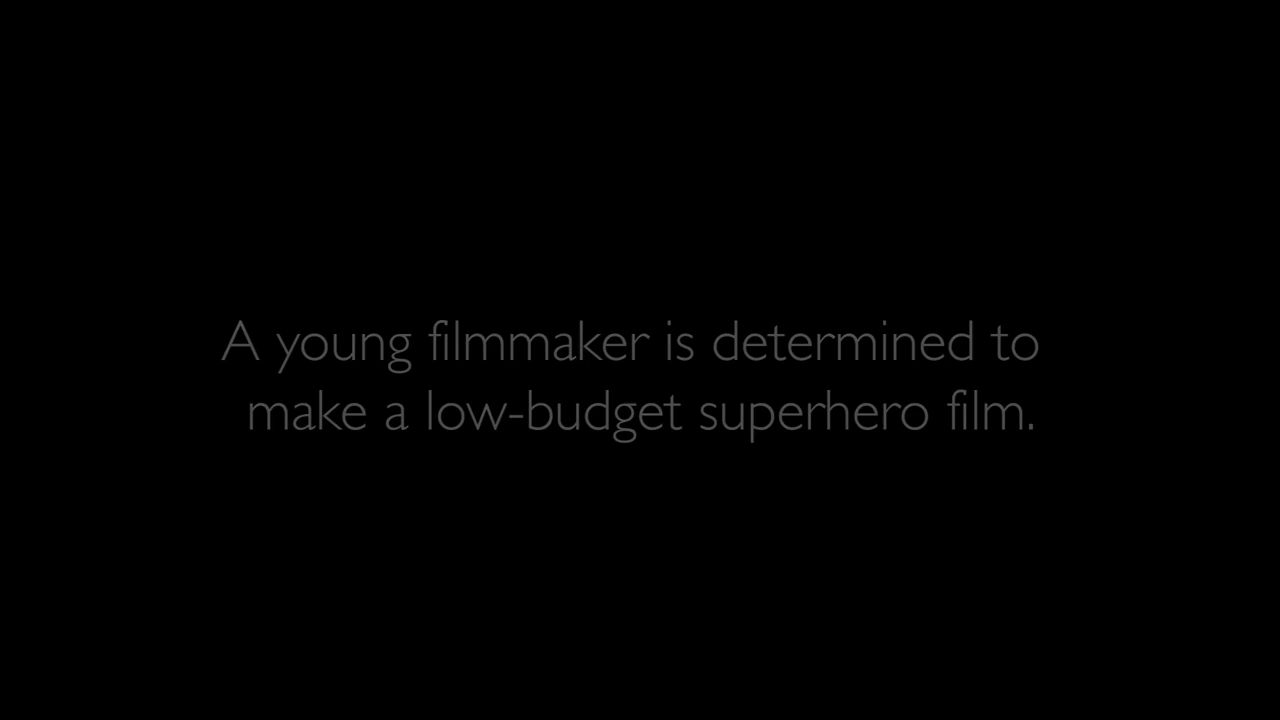 A young filmmaker is determined to
make a low-budget superhero film.